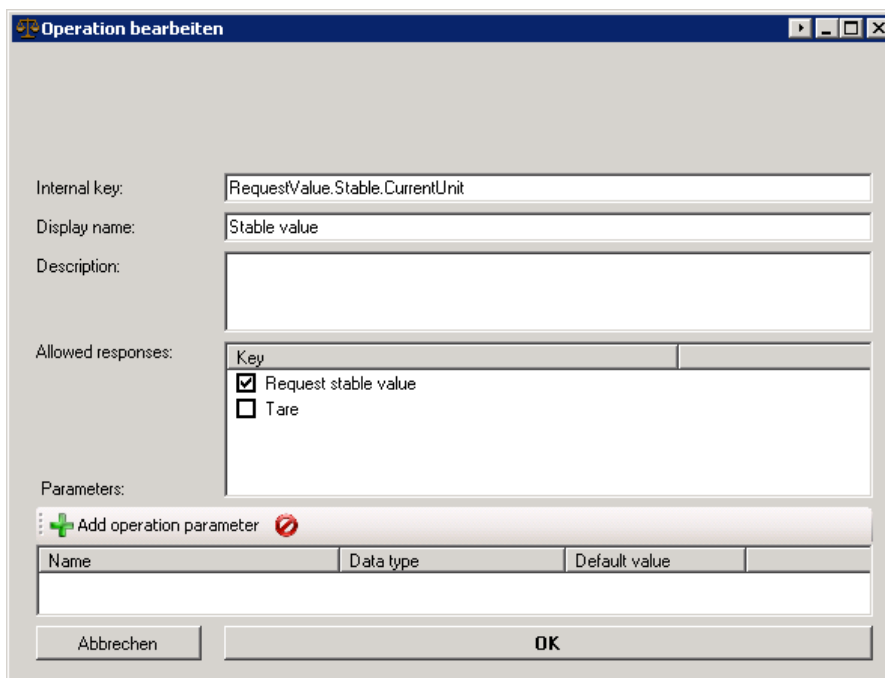 Operation bearbeiten
Internal key: RequestValue.Stable.CurrentUnit
Display name: Stable value
Description:
Allowed responses: Key
Request stable value
Tare
Parameters:
Add operation parameter
Name Data type Default value
Abbrechen OK